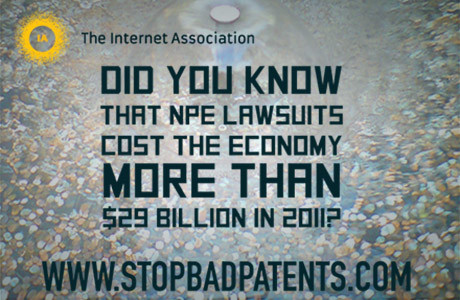 IA
The Internet Association
DID YOU KNOW
THAT NPE LAWSUITS
COST THE ECONOMY
MORE THAN
$29 BILLION IN 2011?
WWW.STOPBADPATENTS.COM